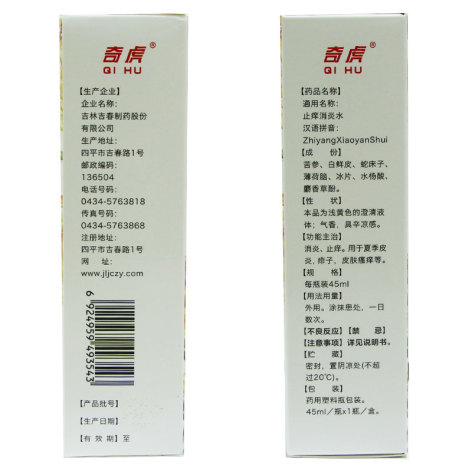 奇虎®
QI HU
【生产企业】
企业名称:
吉林吉春制药股份
有限公司
生产地址:
四平市吉春路1号
邮政编码:
136504
电话号码:
0434-5763818
传真号码:
0434-5763868
注册地址:
四平市吉春路1号
网　址:
www.jljczy.com
6924959493543
【产品批号】
【生产日期】
【有 效 期】至
奇虎®
QI HU
【药品名称】
通用名称:
止痒消炎水
汉语拼音:
ZhiyangXiaoyanShui
【成　份】
苦参、白鲜皮、蛇床子、
薄荷脑、冰片、水杨酸、
麝香草酚。
【性　状】
本品为浅黄色的澄清液
体；气香，具辛凉感。
【功能主治】
消炎、止痒。用于夏季皮
炎，疖子，皮肤瘙痒等。
【规　格】
每瓶装45ml
【用法用量】
外用。涂抹患处，一日
数次。
【不良反应】【禁　忌】
【注意事项】详见说明书。
【贮　藏】
密封，置阴凉处(不超
过20℃)。
【包　装】
药用塑料瓶包装。
45ml／瓶x1瓶／盒。